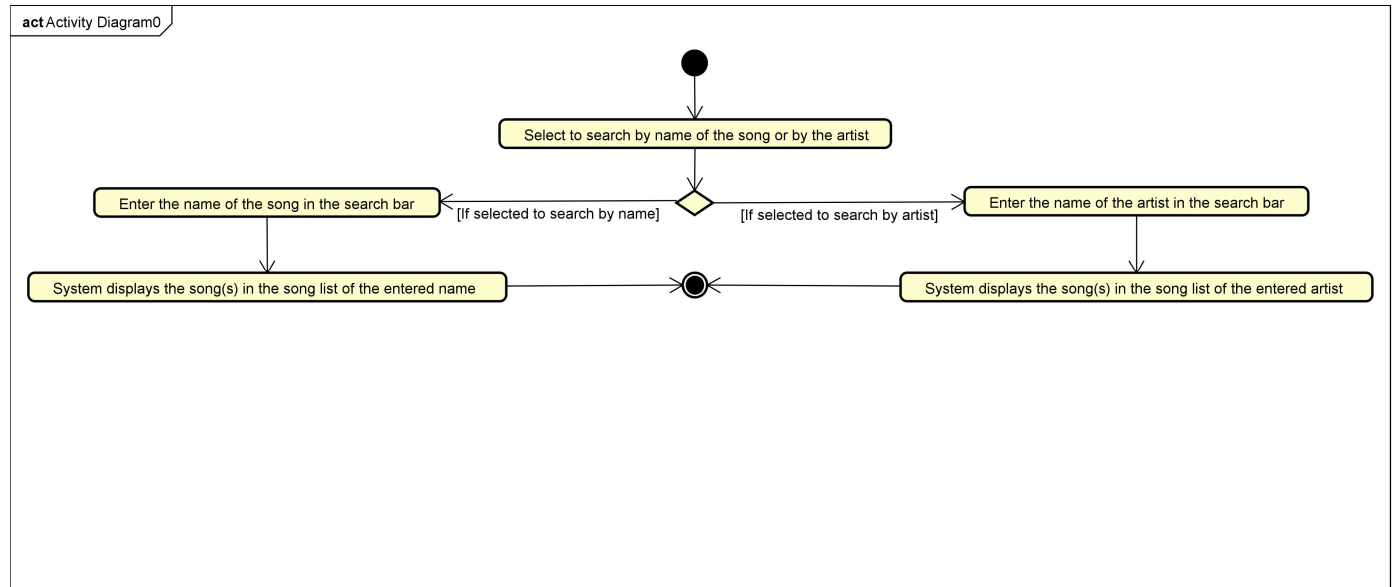 act Activity Diagram0
Select to search by name of the song or by the artist
Enter the name of the song in the search bar
[If selected to search by name]
[If selected to search by artist]
Enter the name of the artist in the search bar
System displays the song(s) in the song list of the entered name
System displays the song(s) in the song list of the entered artist